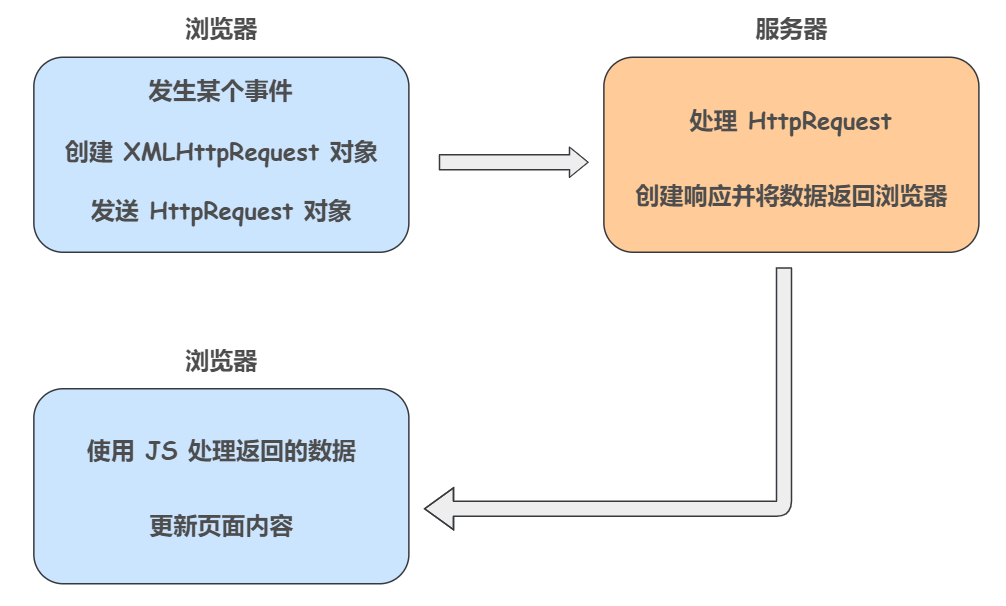 浏览器
发生某个事件
创建 XMLHttpRequest 对象
发送 HttpRequest 对象
服务器
处理 HttpRequest
创建响应并将数据返回浏览器
浏览器
使用 JS 处理返回的数据
更新页面内容